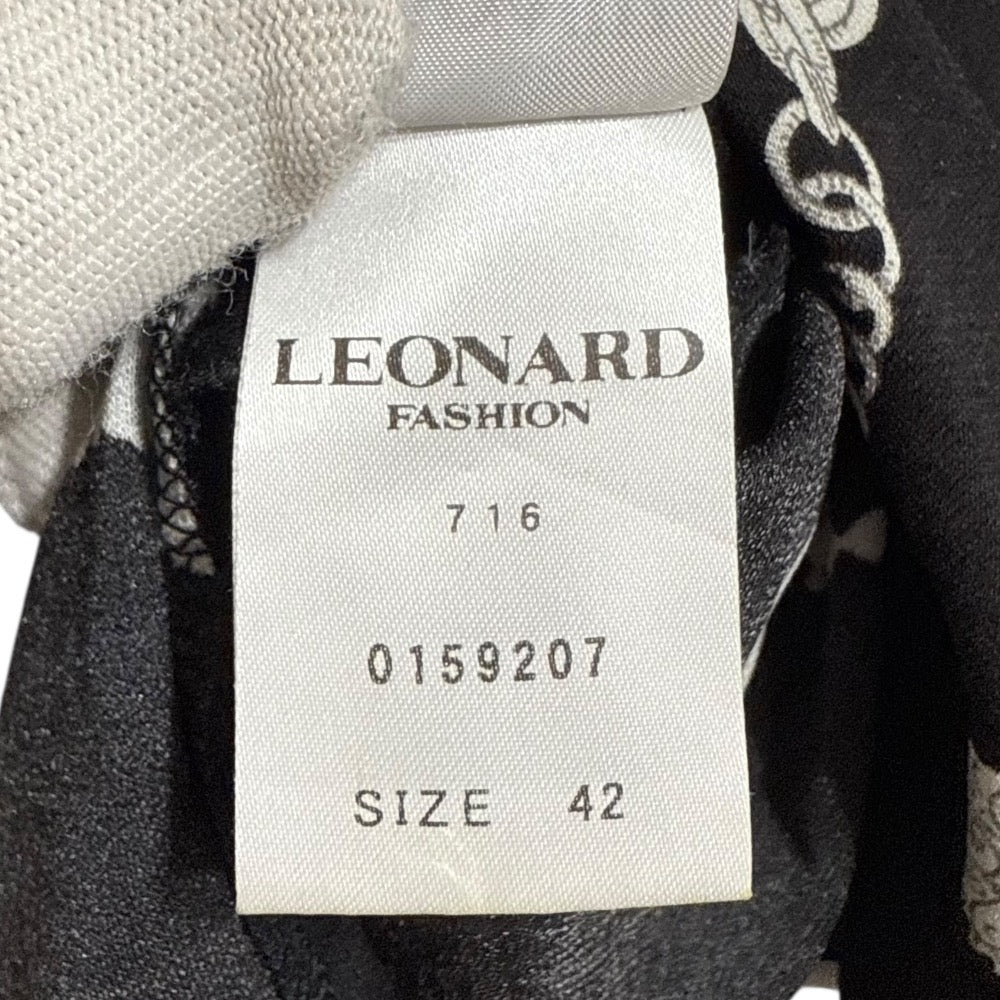 LEONARD
FASHION
716
0159207
SIZE 42